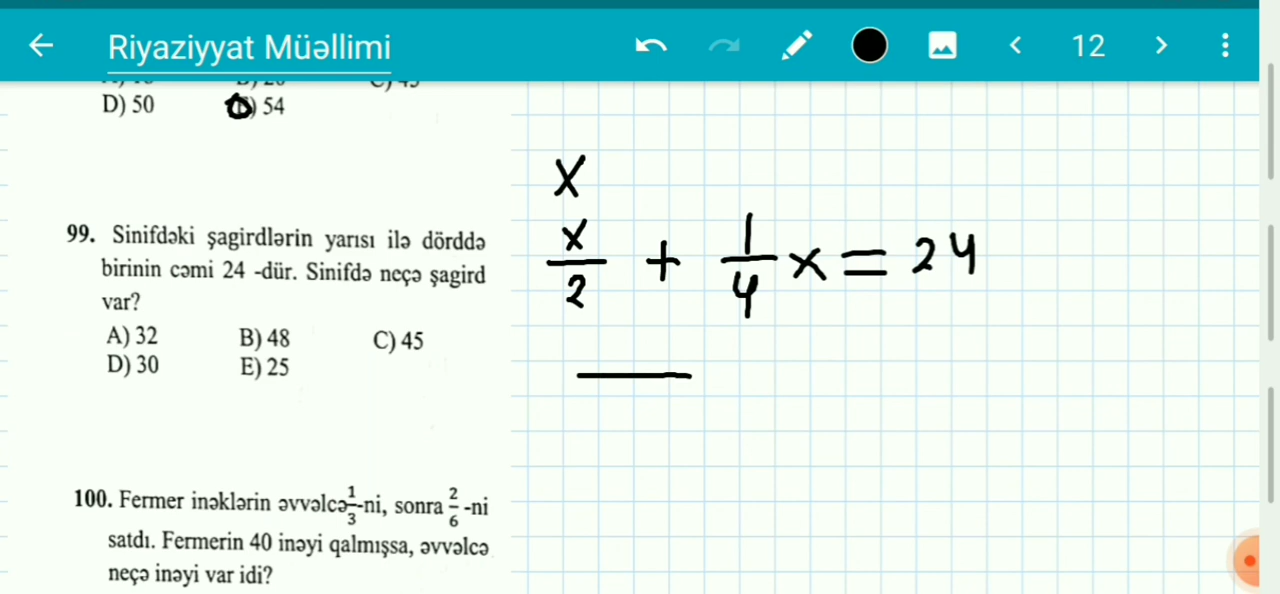 Riyaziyyat Müəllimi
12
D) 50 E) 54
99. Sinifdəki şagirdlərin yarısı ilə dörddə
birinin cəmi 24 -dür. Sinifdə neçə şagird
var?
A) 32 B) 48 C) 45
D) 30 E) 25
100. Fermer inəklərin əvvəlcə 1/3-ni, sonra 2/6 -ni
satdı. Fermerin 40 inəyi qalmışsa, əvvəlcə
neçə inəyi var idi?
x
x/2 + 1/4 x = 24